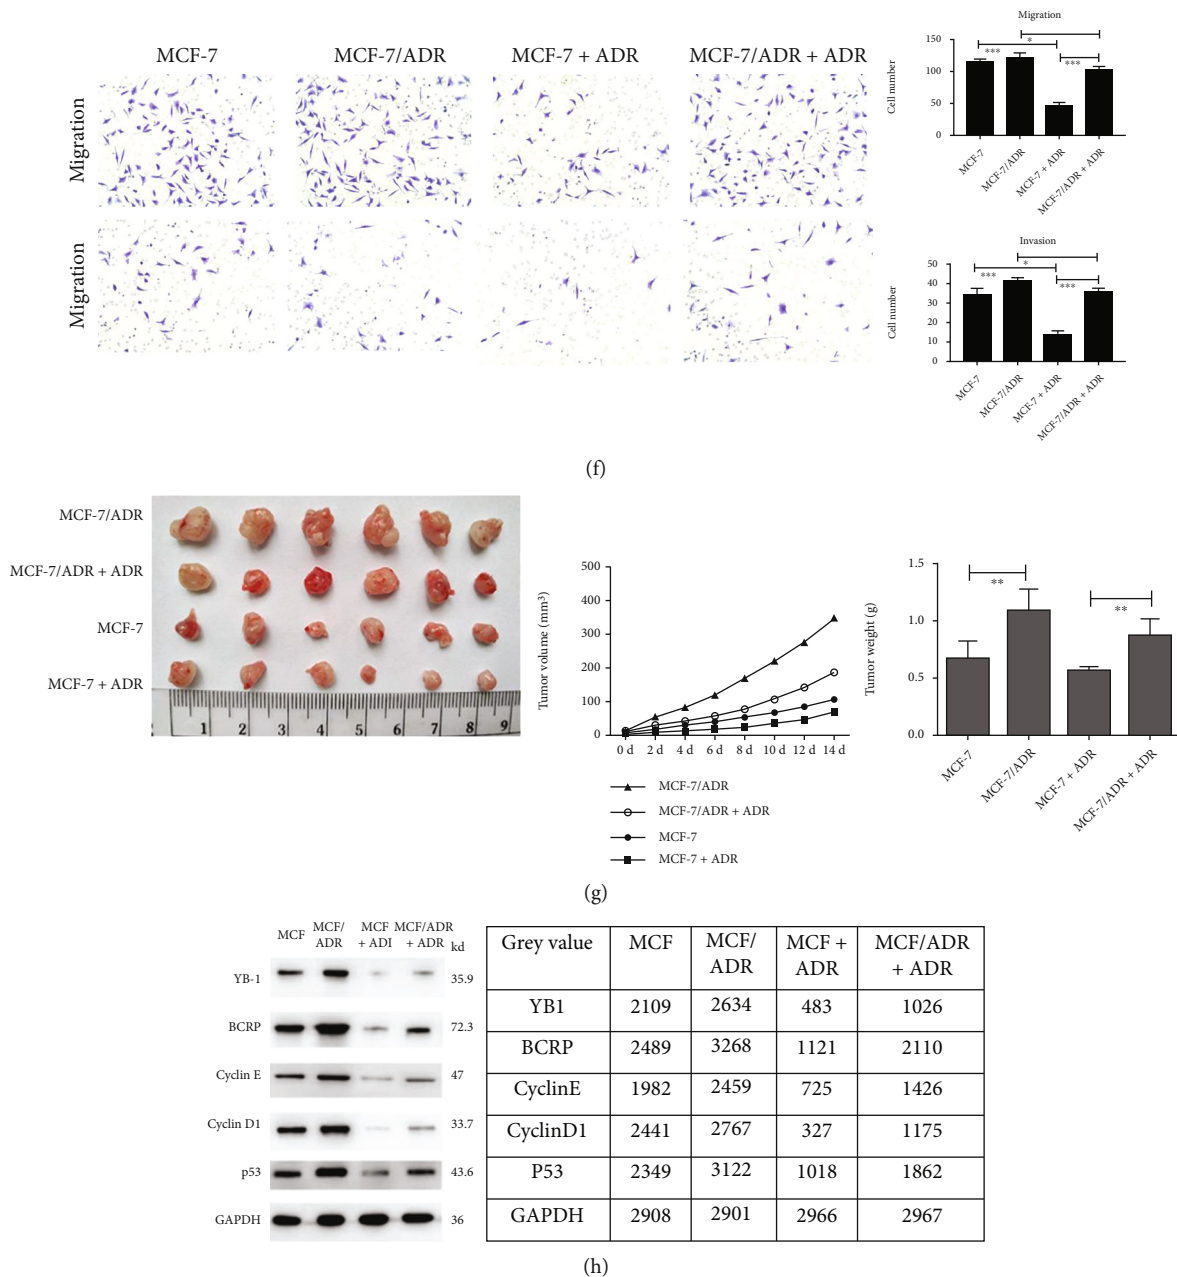 (f)
MCF-7
MCF-7/ADR
MCF-7 + ADR
MCF-7/ADR + ADR
Migration
Migration
Migration
Cell number
150
100
50
0
***
*
***
MCF-7
MCF-7/ADR
MCF-7 + ADR
MCF-7/ADR + ADR
Invasion
Cell number
50
40
30
20
10
0
***
*
***
MCF-7
MCF-7/ADR
MCF-7 + ADR
MCF-7/ADR + ADR
(f)
MCF-7/ADR
MCF-7/ADR + ADR
MCF-7
MCF-7 + ADR
1 2 3 4 5 6 7 8 9
Tumor volume (mm³)
500
400
300
200
100
0
0 d 2 d 4 d 6 d 8 d 10 d 12 d 14 d
MCF-7/ADR
MCF-7/ADR + ADR
MCF-7
MCF-7 + ADR
Tumor weight (g)
1.5
1.0
0.5
0.0
**
**
MCF-7
MCF-7/ADR
MCF-7 + ADR
MCF-7/ADR + ADR
(g)
MCF
MCF/
ADR
MCF
+ ADI
MCF/ADR
+ ADR
kd
YB-1 35.9
BCRP 72.3
Cyclin E 47
Cyclin D1 33.7
p53 43.6
GAPDH 36
Grey value MCF MCF/ADR MCF + ADR MCF/ADR + ADR
YB1 2109 2634 483 1026
BCRP 2489 3268 1121 2110
CyclinE 1982 2459 725 1426
CyclinD1 2441 2767 327 1175
P53 2349 3122 1018 1862
GAPDH 2908 2901 2966 2967
(h)